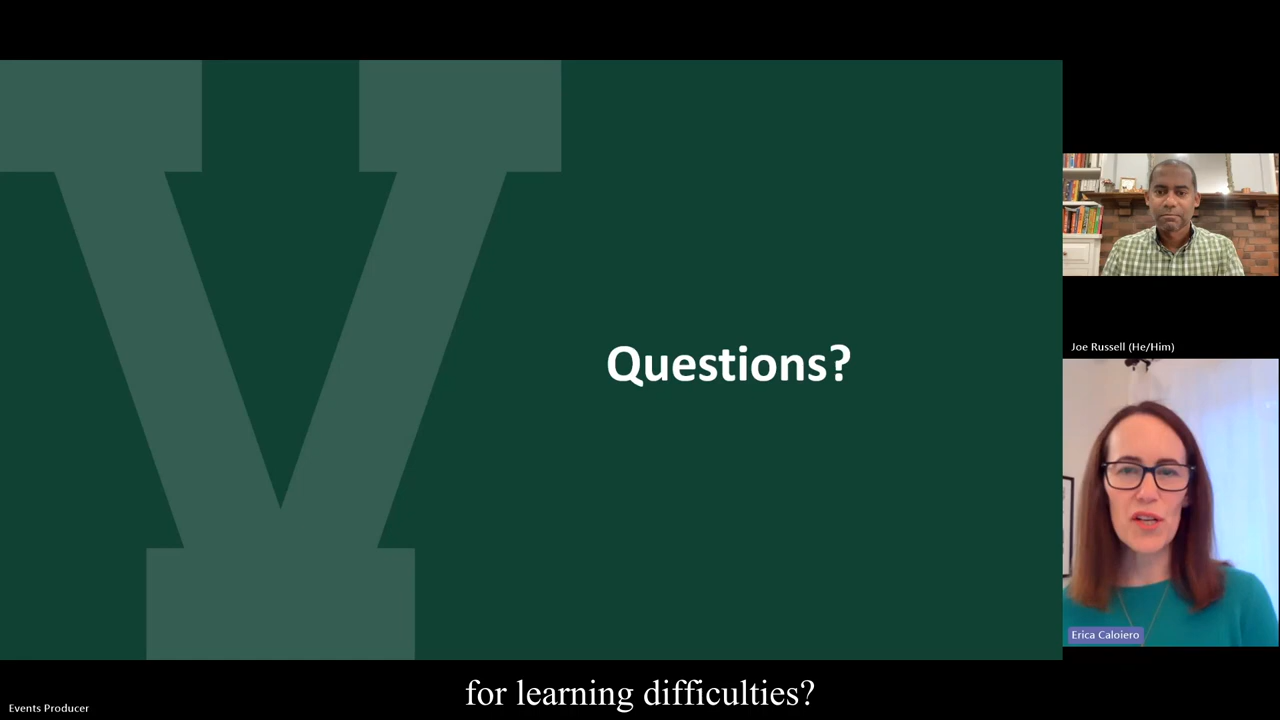 Questions?
Joe Russell (He/Him)
Erica Caloiero
for learning difficulties?
Events Producer